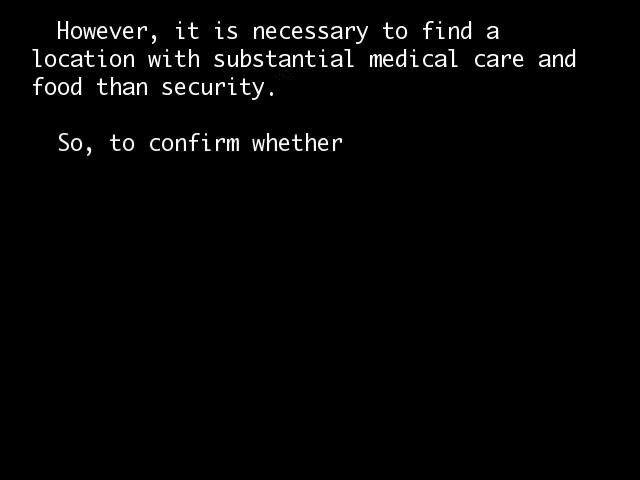 However, it is necessary to find a
location with substantial medical care and
food than security.
So, to confirm whether